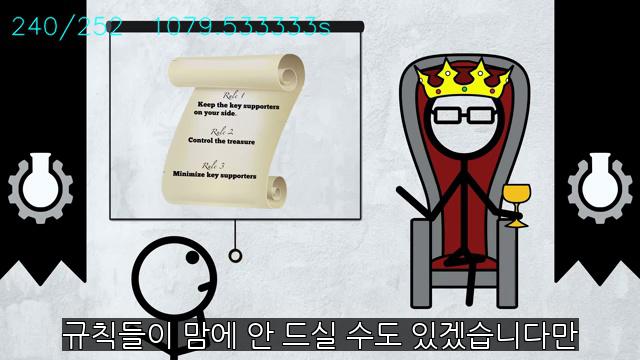 240/252 1079.533333s
Rule 1
Keep the key supporters
on your side.
Rule 2
Control the treasure
Rule 3
Minimize key supporters
규칙들이 맘에 안 드실 수도 있겠습니다만